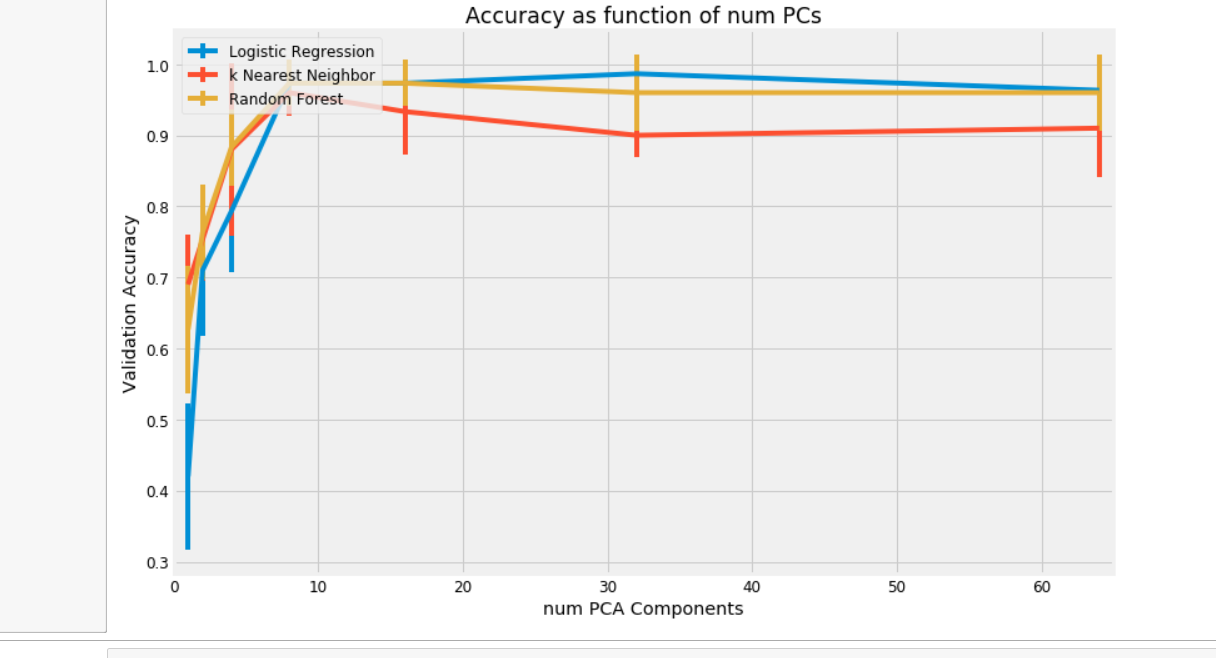 Accuracy as function of num PCs
Logistic Regression
k Nearest Neighbor
Random Forest
1.0
0.9
0.8
0.7
0.6
0.5
0.4
0.3
Validation Accuracy
0 10 20 30 40 50 60
num PCA Components